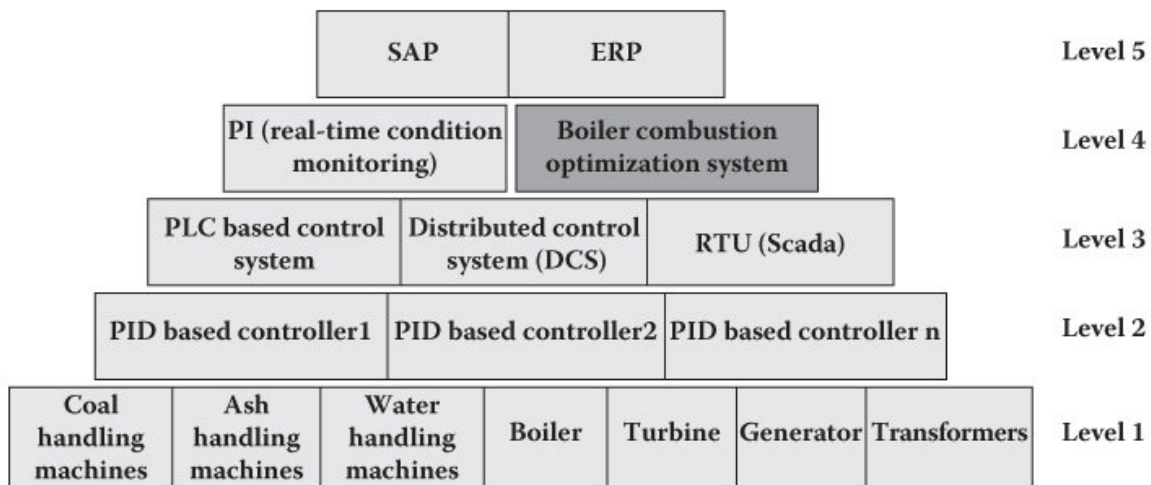 SAP
ERP
Level 5
PI (real-time condition
monitoring)
Boiler combustion
optimization system
Level 4
PLC based control
system
Distributed control
system (DCS)
RTU (Scada)
Level 3
PID based controller1
PID based controller2
PID based controller n
Level 2
Coal
handling
machines
Ash
handling
machines
Water
handling
machines
Boiler
Turbine
Generator
Transformers
Level 1